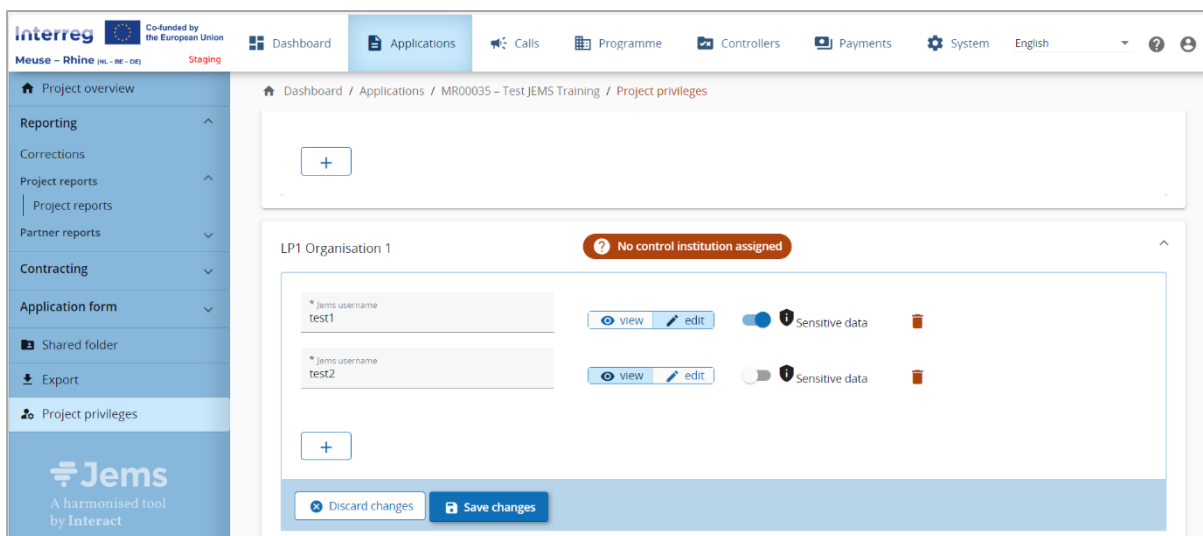 Interreg
Co-funded by
the European Union
Meuse – Rhine (NL – BE – DE)
Staging
Dashboard
Applications
Calls
Programme
Controllers
Payments
System
English
Project overview
Reporting
Corrections
Project reports
Project reports
Partner reports
Contracting
Application form
Shared folder
Export
Project privileges
Jems
A harmonised tool
by Interact
Dashboard / Applications / MR00035 – Test JEMS Training / Project privileges
+
LP1 Organisation 1
No control institution assigned
* Jems username
test1
view
edit
Sensitive data
* Jems username
test2
view
edit
Sensitive data
+
Discard changes
Save changes